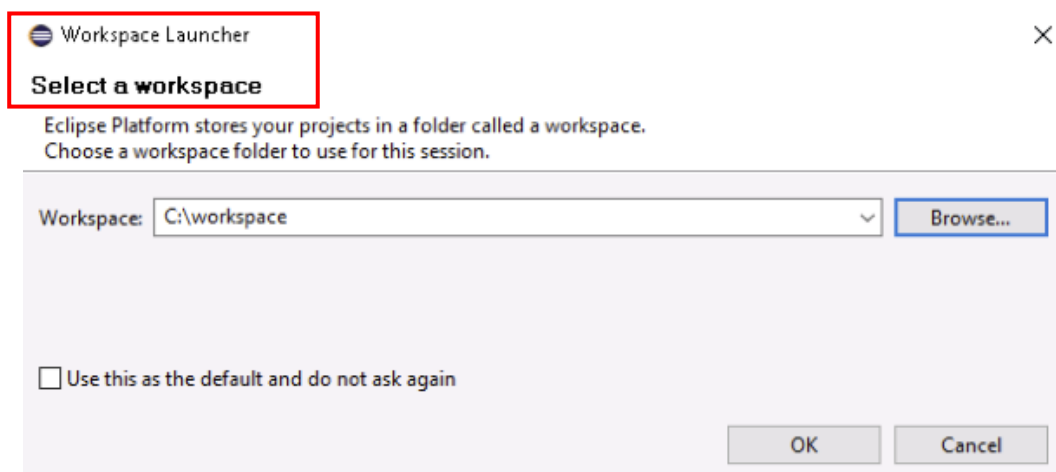 Workspace Launcher
Select a workspace
Eclipse Platform stores your projects in a folder called a workspace.
Choose a workspace folder to use for this session.
Workspace: C:\workspace Browse...
Use this as the default and do not ask again
OK Cancel